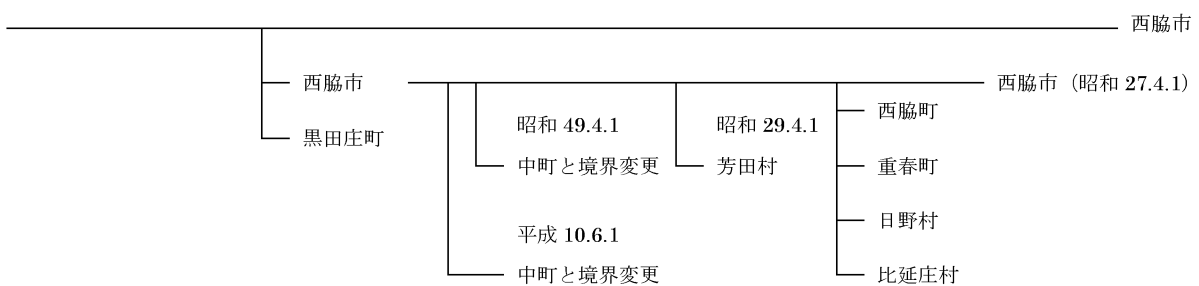 西脇市
西脇市
西脇市（昭和 27.4.1）
西脇町
昭和 49.4.1
昭和 29.4.1
黒田庄町
中町と境界変更
芳田村
重春町
日野村
平成 10.6.1
中町と境界変更
比延庄村